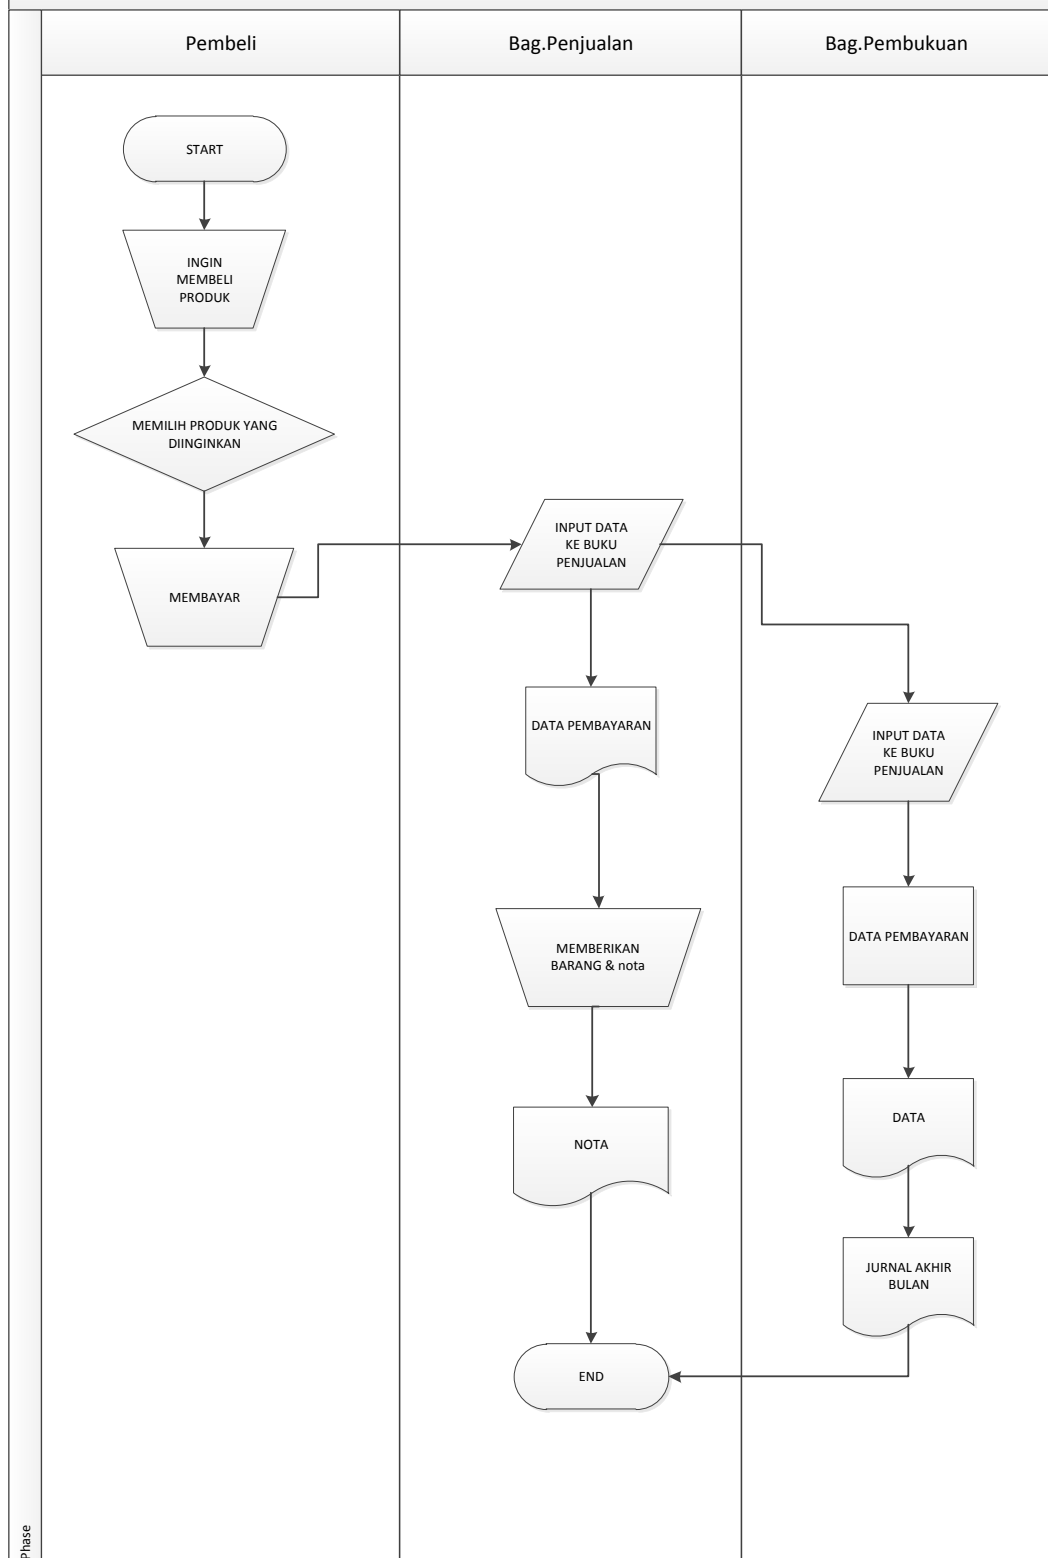 Pembeli
Bag.Penjualan
Bag.Pembukuan
START
INGIN
MEMBELI
PRODUK
MEMILIH PRODUK YANG
DIINGINKAN
MEMBAYAR
INPUT DATA
KE BUKU
PENJUALAN
DATA PEMBAYARAN
MEMBERIKAN
BARANG & nota
NOTA
END
INPUT DATA
KE BUKU
PENJUALAN
DATA PEMBAYARAN
DATA
JURNAL AKHIR
BULAN
Phase